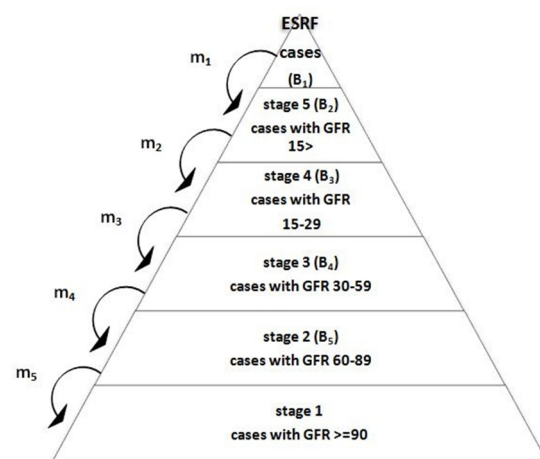 ESRF
cases
(B₁)
m₁
stage 5 (B₂)
cases with GFR
15>
m₂
stage 4 (B₃)
cases with GFR
15-29
m₃
stage 3 (B₄)
cases with GFR 30-59
m₄
stage 2 (B₅)
cases with GFR 60-89
m₅
stage 1
cases with GFR >=90